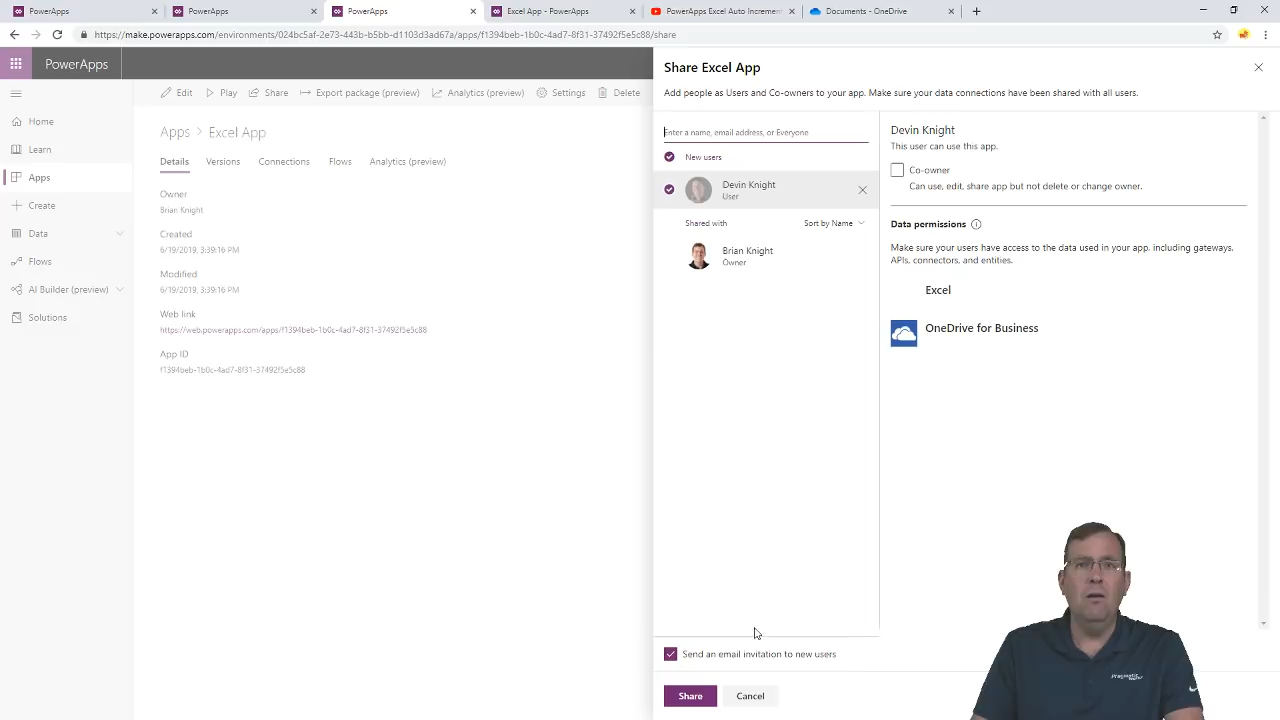 PowerApps
PowerApps
PowerApps
Excel App - PowerApps
PowerApps Excel Auto Increment
Documents - OneDrive
https://make.powerapps.com/environments/024bc5af-2e73-443b-b5bb-d1103d3ad67a/apps/f1394beb-1b0c-4ad7-8f31-37492f5e5c88/share
PowerApps
Edit
Play
Share
Export package (preview)
Analytics (preview)
Settings
Delete
Home
Learn
Apps
Create
Data
Flows
AI Builder (preview)
Solutions
Apps > Excel App
Details
Versions
Connections
Flows
Analytics (preview)
Owner
Brian Knight
Created
6/19/2019, 3:39:16 PM
Modified
6/19/2019, 3:39:16 PM
Web link
https://web.powerapps.com/apps/f1394beb-1b0c-4ad7-8f31-37492f5e5c88
App ID
f1394beb-1b0c-4ad7-8f31-37492f5e5c88
Share Excel App
Add people as Users and Co-owners to your app. Make sure your data connections have been shared with all users.
Enter a name, email address, or Everyone
New users
Devin Knight
User
Shared with
Sort by Name
Brian Knight
Owner
Send an email invitation to new users
Share
Cancel
Devin Knight
This user can use this app.
Co-owner
Can use, edit, share app but not delete or change owner.
Data permissions
Make sure your users have access to the data used in your app, including gateways,
APIs, connectors, and entities.
Excel
OneDrive for Business
Pragmatic